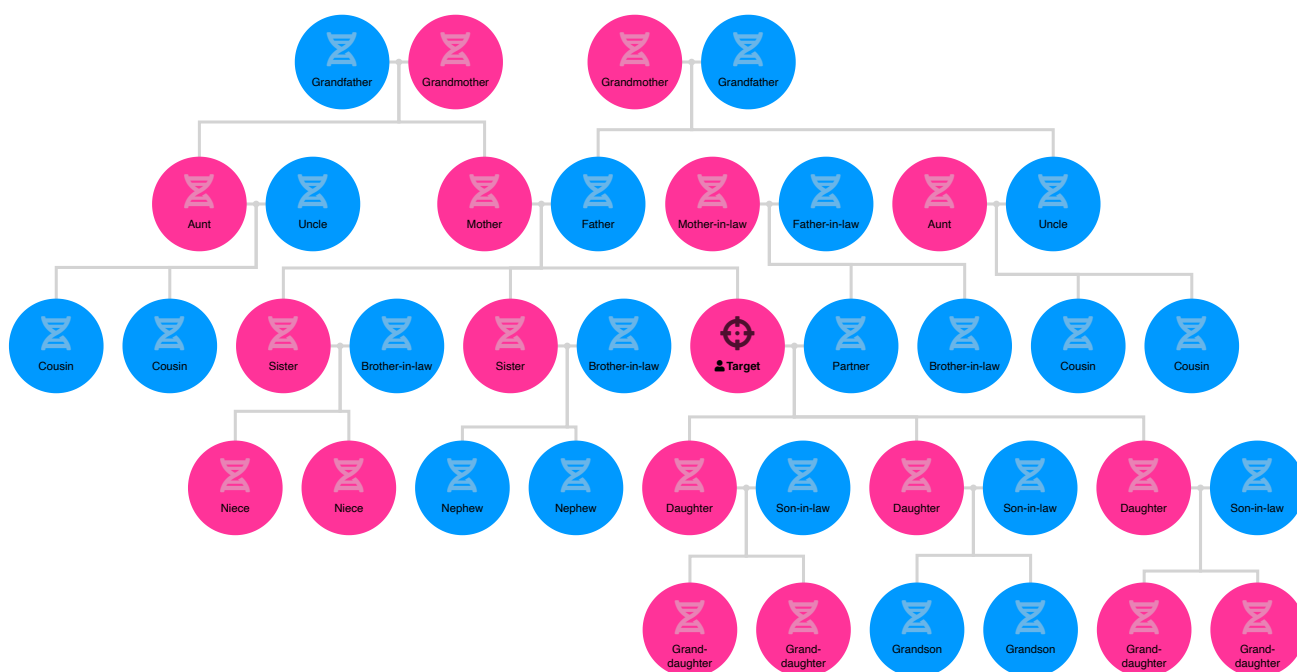 Grandfather
Grandmother
Grandmother
Grandfather
Aunt
Uncle
Mother
Father
Mother-in-law
Father-in-law
Aunt
Uncle
Cousin
Cousin
Sister
Brother-in-law
Sister
Brother-in-law
Target
Partner
Brother-in-law
Cousin
Cousin
Niece
Niece
Nephew
Nephew
Daughter
Son-in-law
Daughter
Son-in-law
Daughter
Son-in-law
Grand-
daughter
Grand-
daughter
Grandson
Grandson
Grand-
daughter
Grand-
daughter